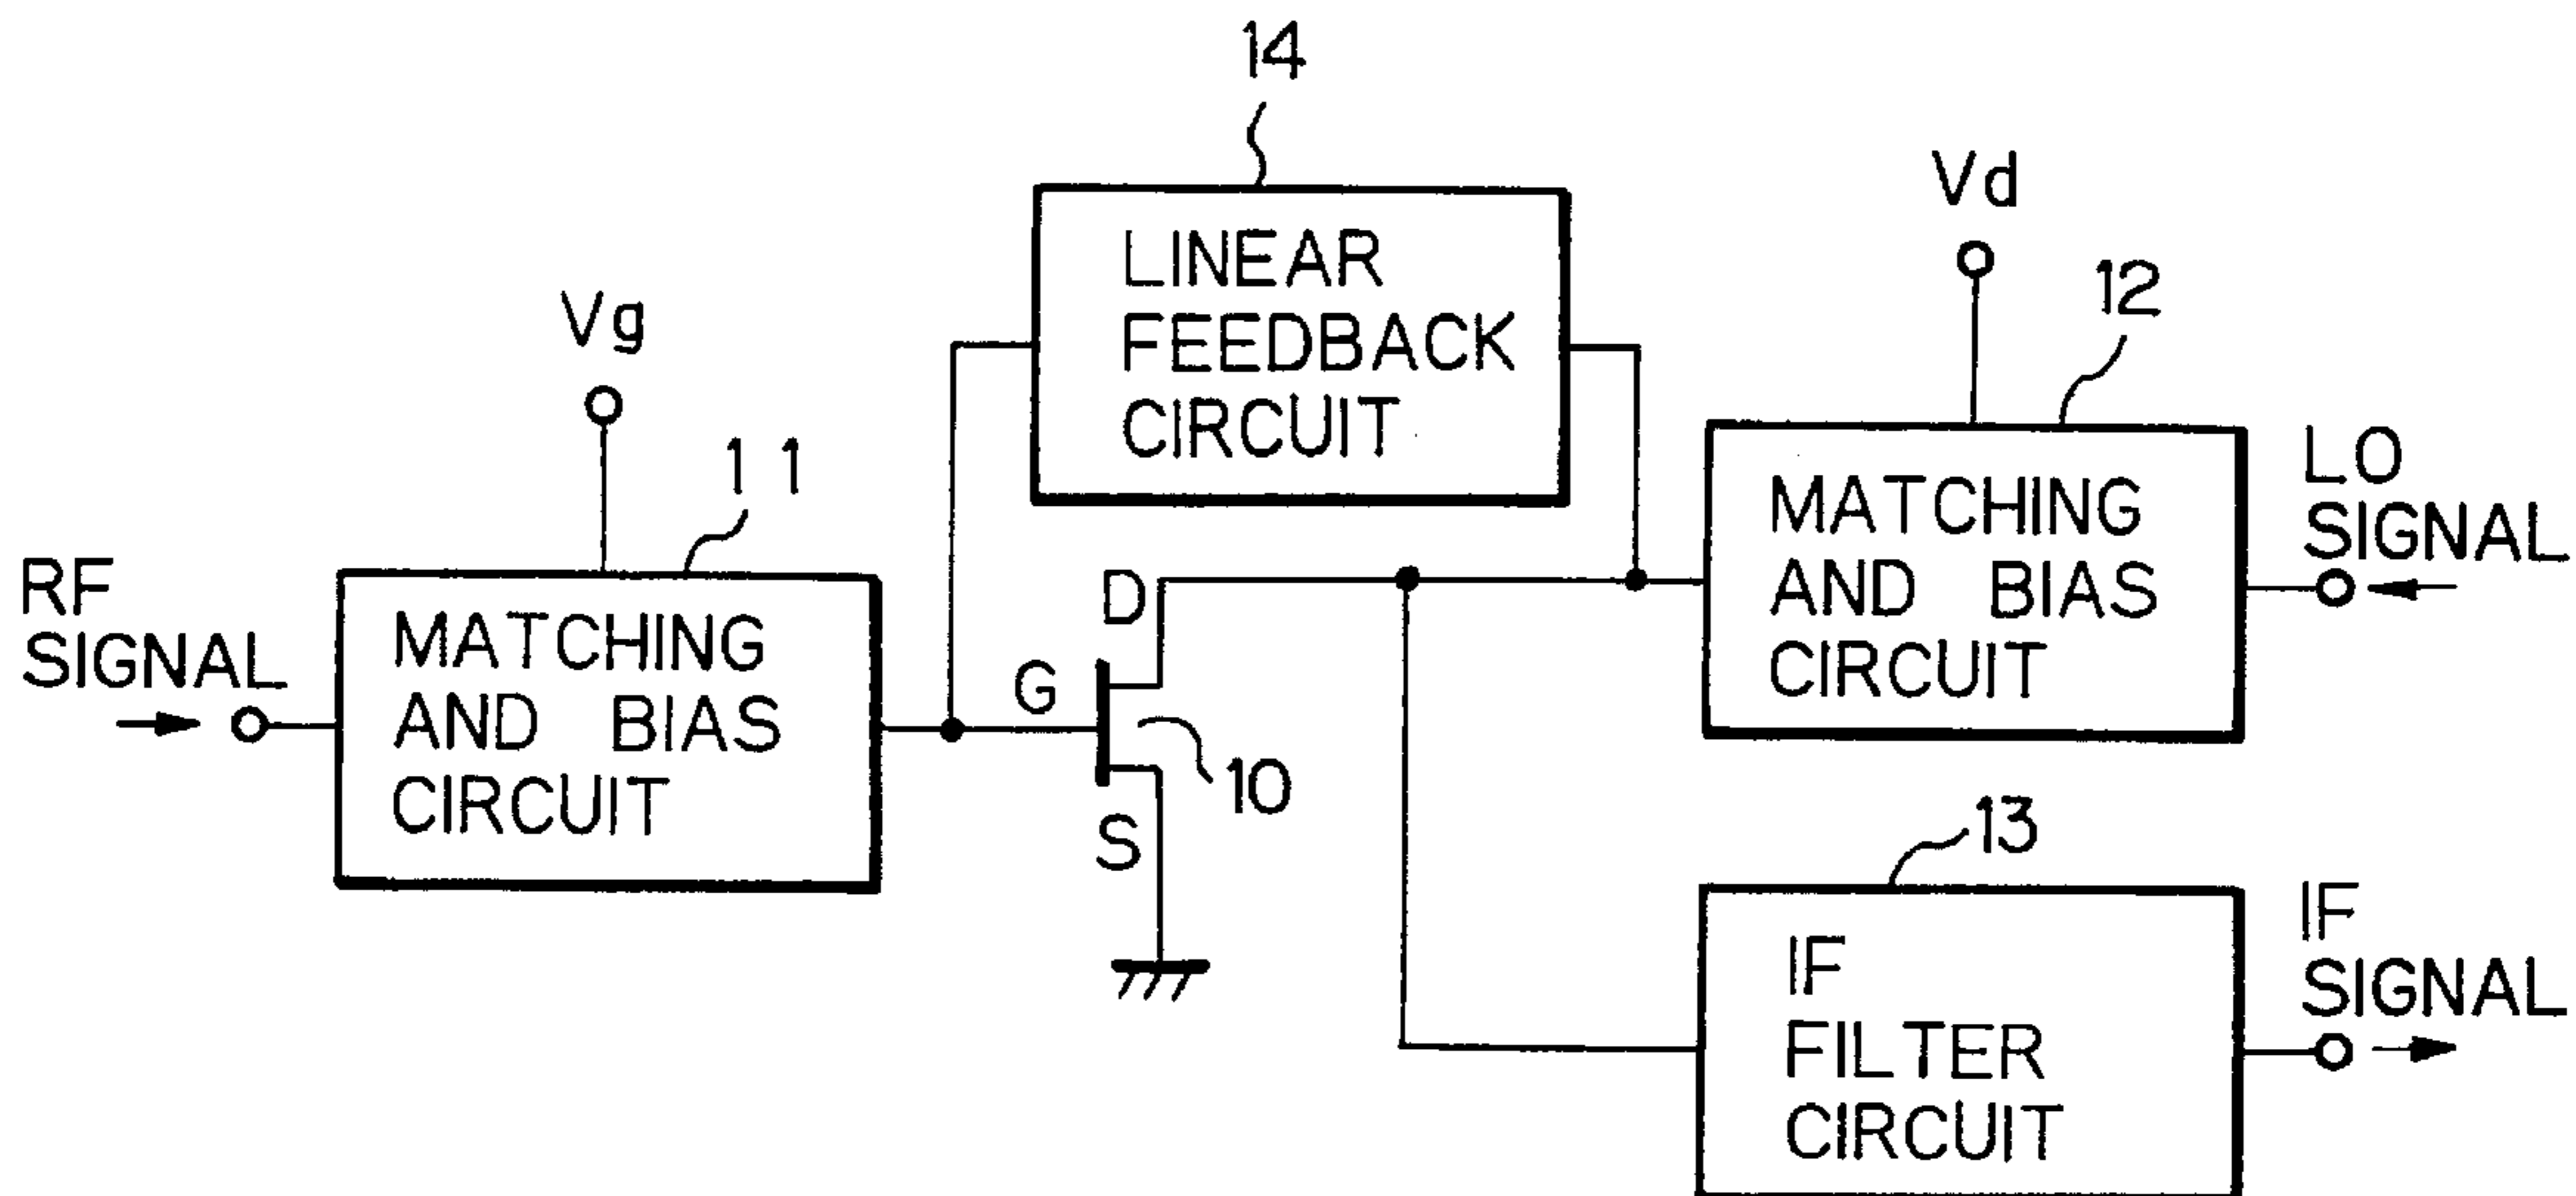 14
LINEAR
FEEDBACK
CIRCUIT
Vg
11
RF
SIGNAL
MATCHING
AND BIAS
CIRCUIT
G
D
S
10
Vd
12
MATCHING
AND BIAS
CIRCUIT
LO
SIGNAL
13
IF
FILTER
CIRCUIT
IF
SIGNAL